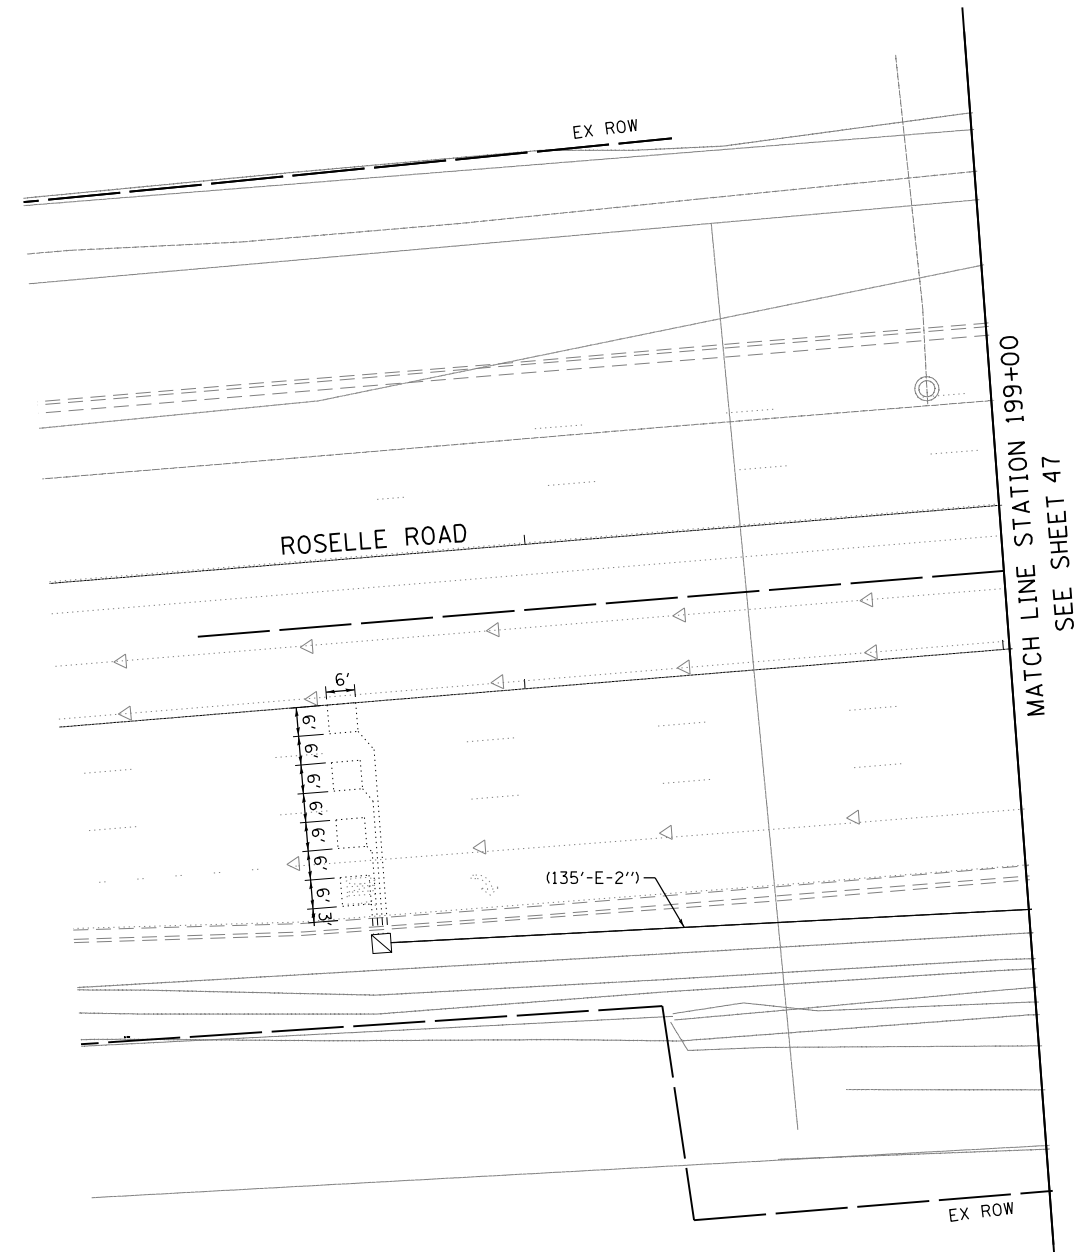 EX ROW
MATCH LINE STATION 199+00
SEE SHEET 47
ROSELLE ROAD
6'
6'
6'
6'
6'
6'
6'
6'
3'
(135'-E-2'')
EX ROW